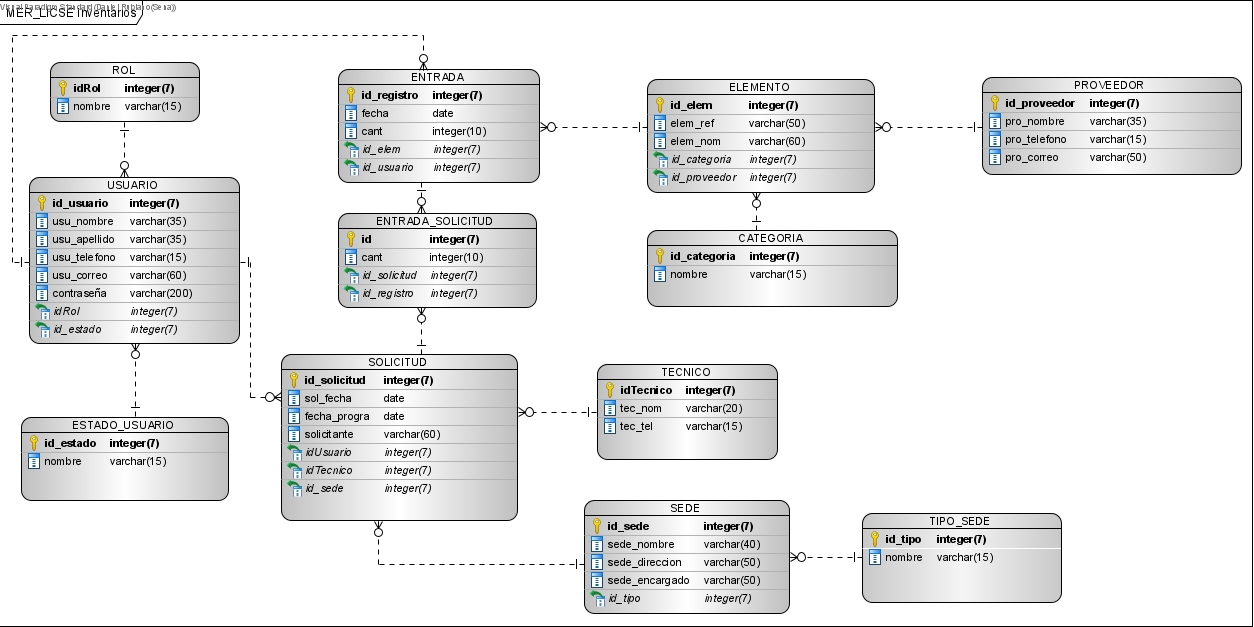 Visual Paradigm Standard(Daniel Robiano(Sena))
MER_LICSE Inventarios
ROL
idRol integer(7)
nombre varchar(15)
USUARIO
id_usuario integer(7)
usu_nombre varchar(35)
usu_apellido varchar(35)
usu_telefono varchar(15)
usu_correo varchar(60)
contraseña varchar(200)
idRol integer(7)
id_estado integer(7)
ESTADO_USUARIO
id_estado integer(7)
nombre varchar(15)
ENTRADA
id_registro integer(7)
fecha date
cant integer(10)
id_elem integer(7)
id_usuario integer(7)
ENTRADA_SOLICITUD
id integer(7)
cant integer(10)
id_solicitud integer(7)
id_registro integer(7)
SOLICITUD
id_solicitud integer(7)
sol_fecha date
fecha_progra date
solicitante varchar(60)
idUsuario integer(7)
idTecnico integer(7)
id_sede integer(7)
ELEMENTO
id_elem integer(7)
elem_ref varchar(50)
elem_nom varchar(60)
id_categoria integer(7)
id_proveedor integer(7)
CATEGORIA
id_categoria integer(7)
nombre varchar(15)
PROVEEDOR
id_proveedor integer(7)
pro_nombre varchar(35)
pro_telefono varchar(15)
pro_correo varchar(50)
TECNICO
idTecnico integer(7)
tec_nom varchar(20)
tec_tel varchar(15)
SEDE
id_sede integer(7)
sede_nombre varchar(40)
sede_direccion varchar(50)
sede_encargado varchar(50)
id_tipo integer(7)
TIPO_SEDE
id_tipo integer(7)
nombre varchar(15)